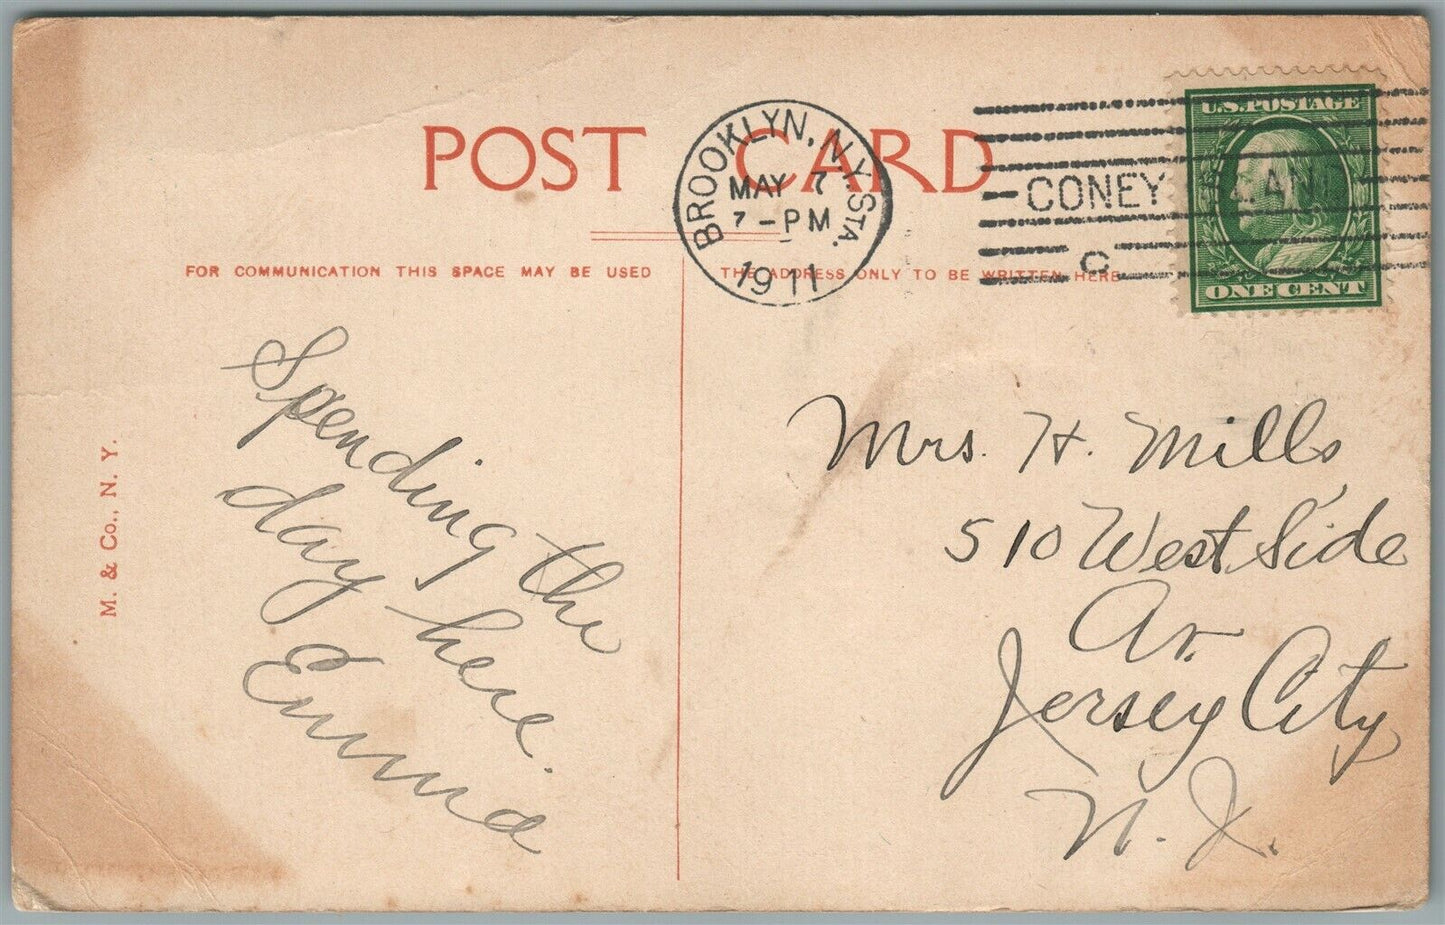 POST CARD
BROOKLYN, N.Y. STA.
MAY 7
7-PM
1911
CONEY ISLAND
C
U.S. POSTAGE
ONE CENT
FOR COMMUNICATION THIS SPACE MAY BE USED
THE ADDRESS ONLY TO BE WRITTEN HERE
M. & Co., N. Y.
Spending the
day here.
Emma
Mrs. H. Mills
510 West Side
Av.
Jersey City
N. J.